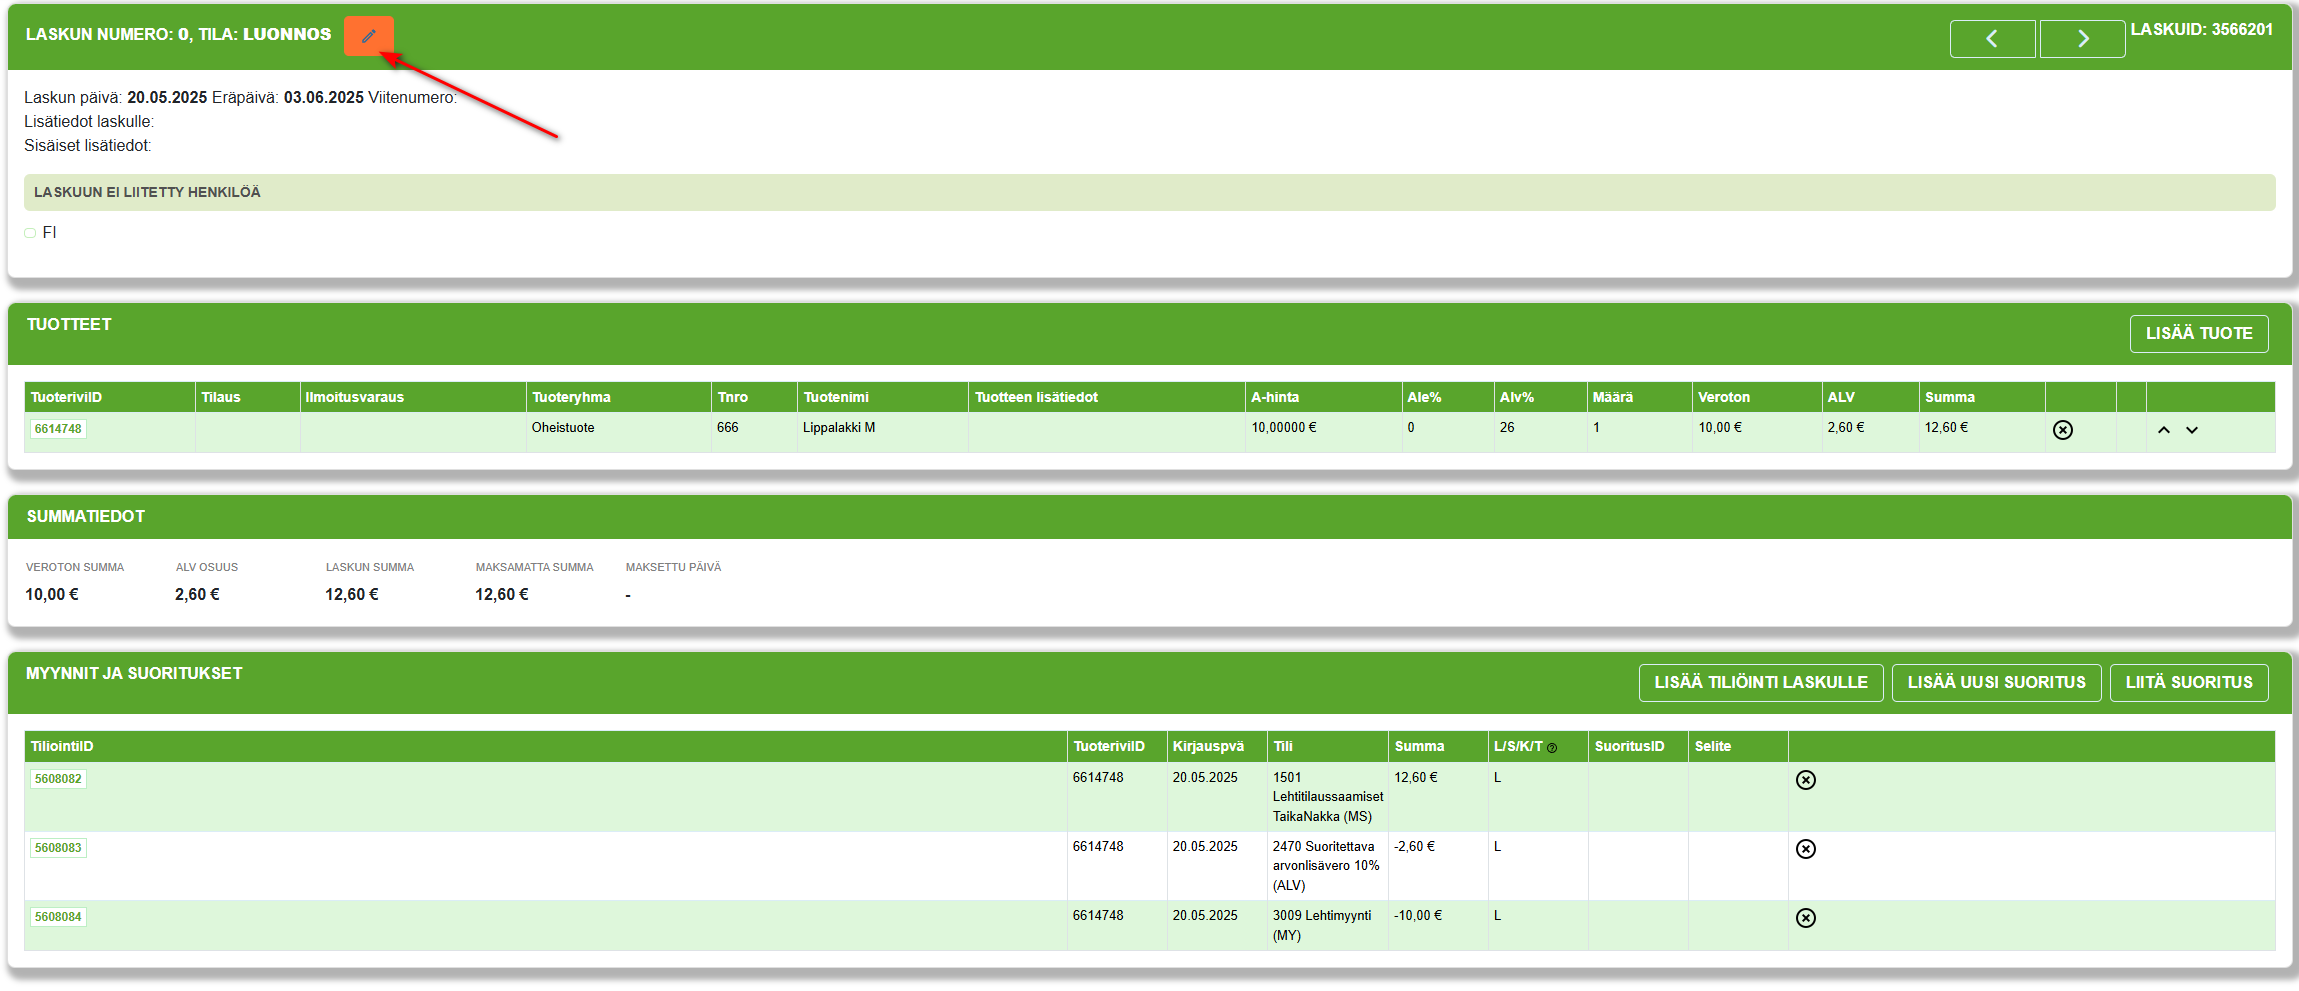 LASKUN NUMERO: 0, TILA: LUONNOS
LASKUID: 3566201
Laskun päivä: 20.05.2025 Eräpäivä: 03.06.2025 Viitenumero:
Lisätiedot laskulle:
Sisäiset lisätiedot:
LASKUUN EI LIITETTY HENKILÖÄ
FI
TUOTTEET
LISÄÄ TUOTE
TuoteriviID Tilaus Ilmoitusvaraus Tuoteryhma Tnro Tuotenimi Tuotteen lisätiedot A-hinta Ale% Alv% Määrä Veroton ALV Summa
6614748 Oheistuote 666 Lippalakki M 10,00000 € 0 26 1 10,00 € 2,60 € 12,60 €
SUMMATIEDOT
VEROTON SUMMA ALV OSUUS LASKUN SUMMA MAKSAMATTA SUMMA MAKSETTU PÄIVÄ
10,00 € 2,60 € 12,60 € 12,60 € -
MYYNNIT JA SUORITUKSET
LISÄÄ TILIÖINTI LASKULLE LISÄÄ UUSI SUORITUS LIITÄ SUORITUS
TiliointiID TuoteriviID Kirjauspvä Tili Summa L/S/K/T SuoritusID Selite
5608082 6614748 20.05.2025 1501 12,60 € L
Lehtitilaussaamiset
TaikaNakka (MS)
5608083 6614748 20.05.2025 2470 Suoritettava -2,60 € L
arvonlisävero 10%
(ALV)
5608084 6614748 20.05.2025 3009 Lehtimyynti -10,00 € L
(MY)